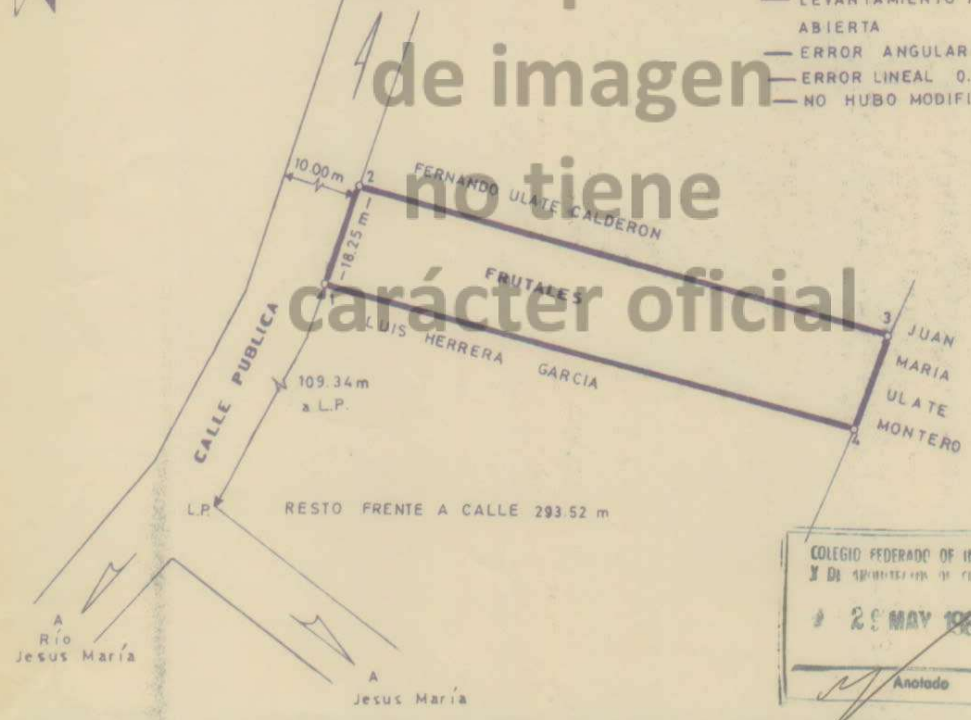 LEVANTAMIENTO
ABIERTA
ERROR ANGULAR
ERROR LINEAL 0.
NO HUBO
de imagen
no tiene
carácter oficial
10.00 m
2
FERNANDO ULATE CALDERON
18.25 m
FRUTALES
1
LUIS HERRERA GARCIA
3
JUAN
MARIA
ULATE
MONTERO
4
CALLE PUBLICA
109.34m
a L.P.
L.P.
RESTO FRENTE A CALLE 293.52 m
A
Río
Jesus María
A
Jesus María
COLEGIO FEDERADO DE
29 MAY
Anotado